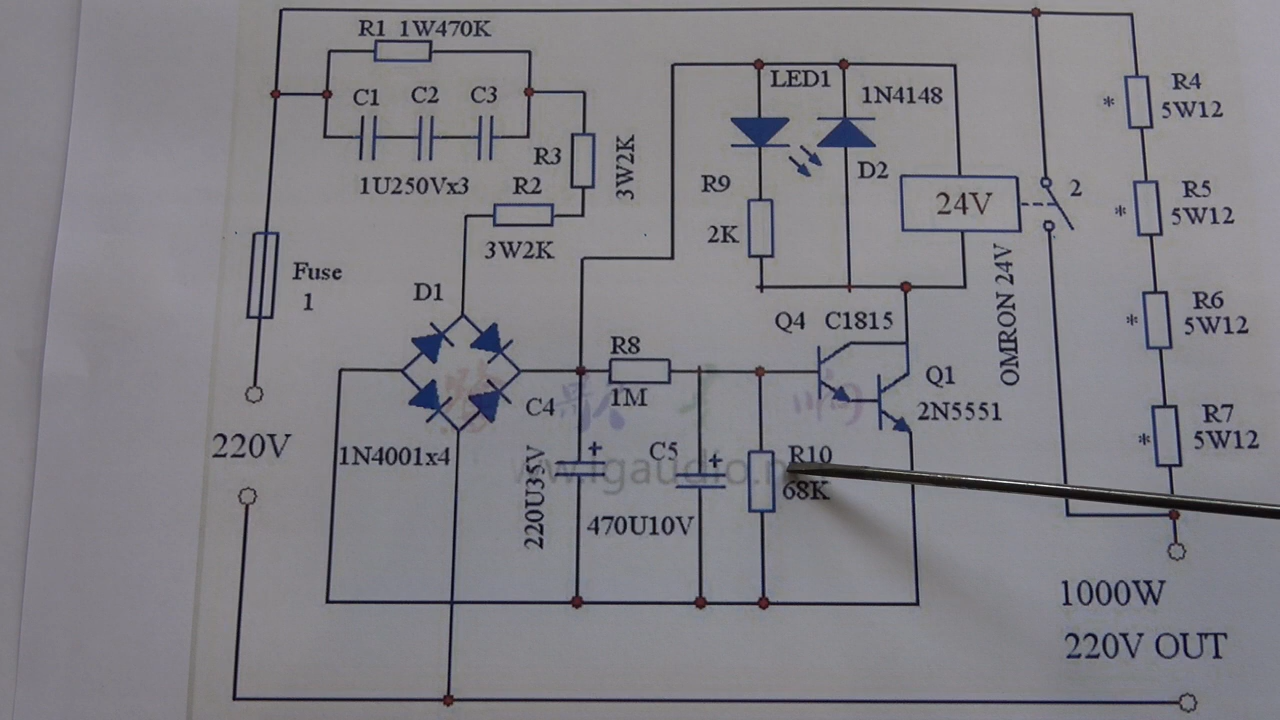 R1 1W470K
C1 C2 C3
1U250Vx3
R3
3W2K
R2
3W2K
Fuse
1
220V
D1
1N4001x4
LED1
1N4148
D2
R9
2K
24V
OMRON 24V
2
* R4
5W12
* R5
5W12
* R6
5W12
* R7
5W12
Q4 C1815
Q1
2N5551
R8
1M
C4
220U35V
+
C5
+
470U10V
R10
68K
1000W
220V OUT